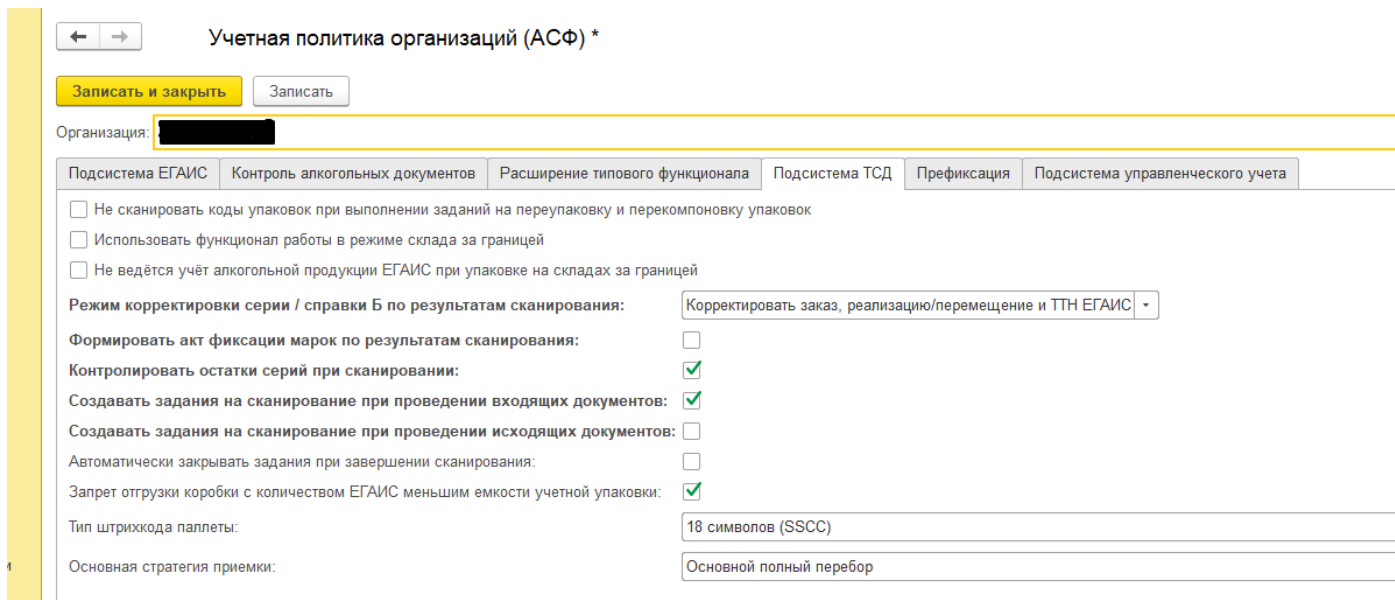 Учетная политика организаций (АСФ) *
Записать и закрыть Записать
Организация:
Подсистема ЕГАИС Контроль алкогольных документов Расширение типового функционала Подсистема ТСД Префиксация Подсистема управленческого учета
Не сканировать коды упаковок при выполнении заданий на переупаковку и перекомпоновку упаковок
Использовать функционал работы в режиме склада за границей
Не ведётся учёт алкогольной продукции ЕГАИС при упаковке на складах за границей
Режим корректировки серии / справки Б по результатам сканирования: Корректировать заказ, реализацию/перемещение и ТТН ЕГАИС
Формировать акт фиксации марок по результатам сканирования:
Контролировать остатки серий при сканировании:
Создавать задания на сканирование при проведении входящих документов:
Создавать задания на сканирование при проведении исходящих документов:
Автоматически закрывать задания при завершении сканирования:
Запрет отгрузки коробки с количеством ЕГАИС меньшим емкости учетной упаковки:
Тип штрихкода паллеты: 18 символов (SSCC)
Основная стратегия приемки: Основной полный перебор